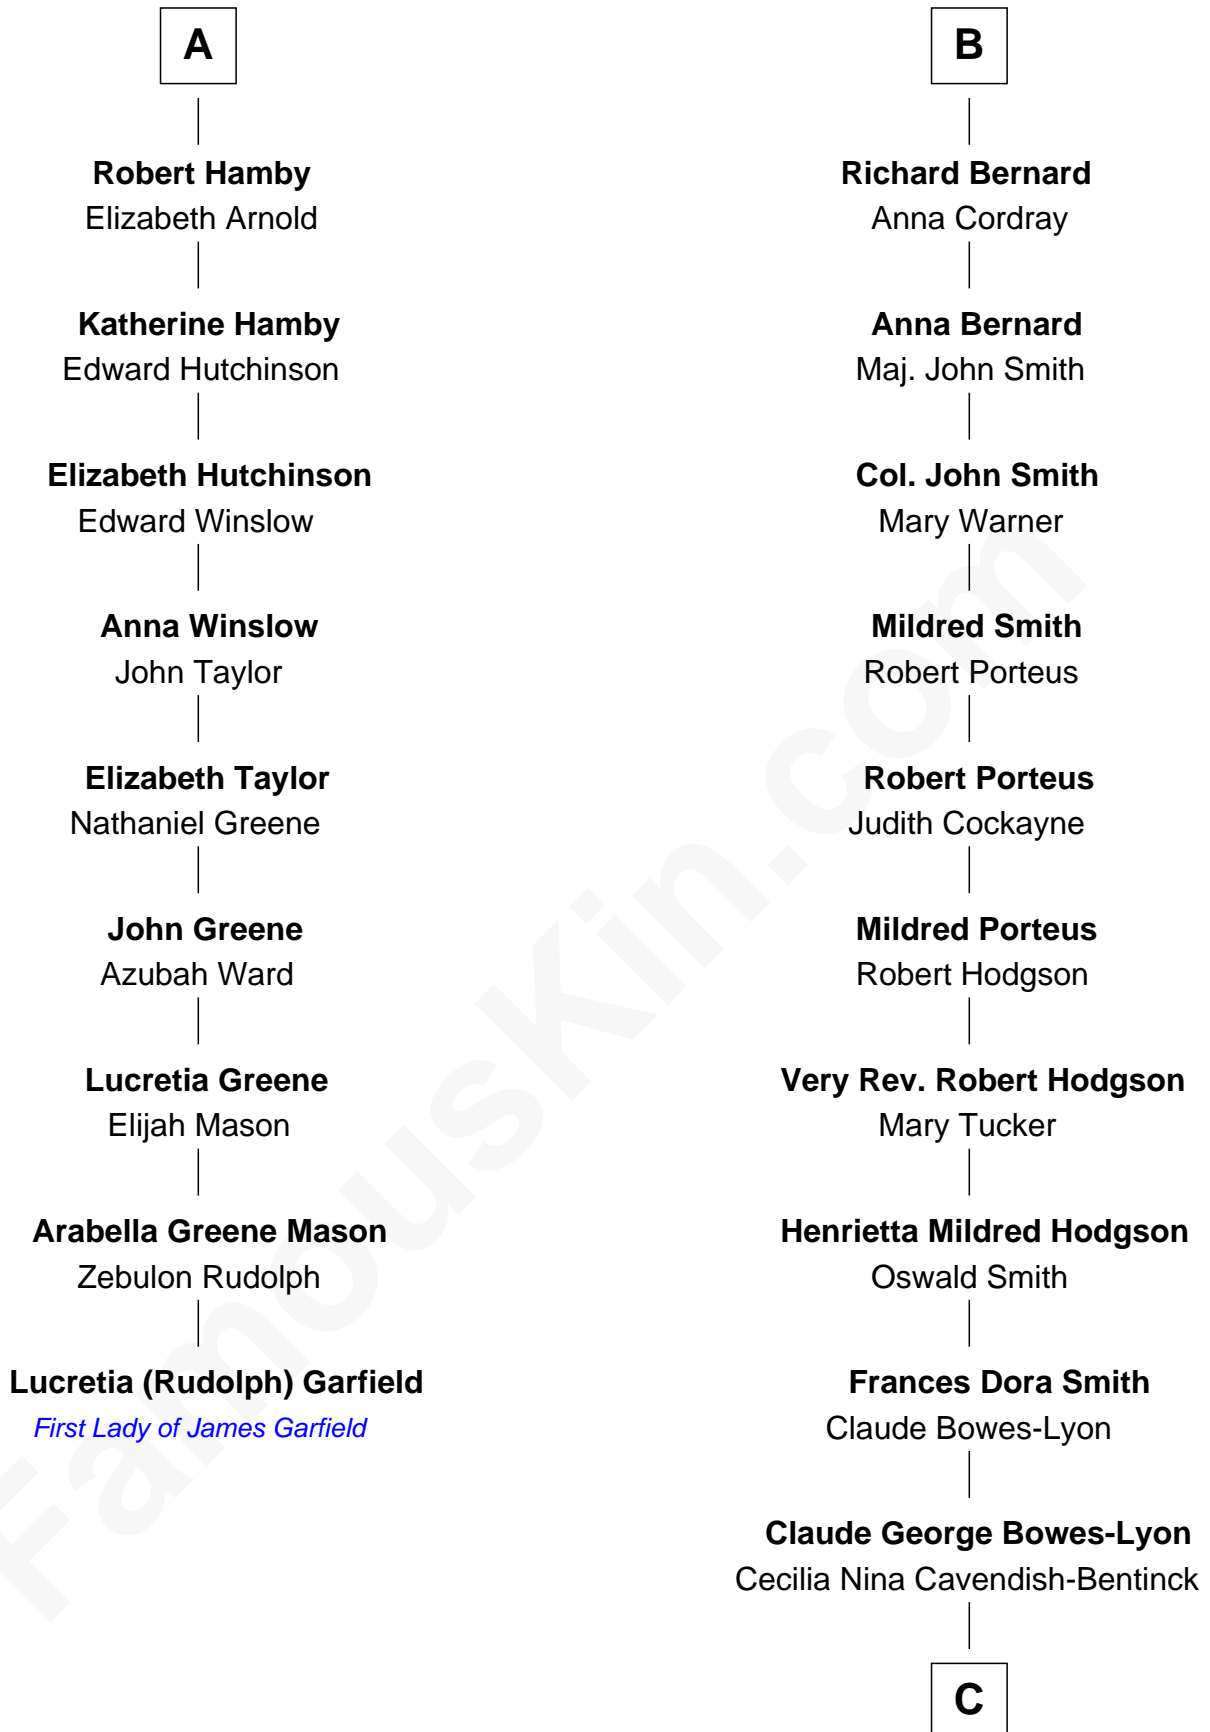 A
Robert Hamby
Elizabeth Arnold
Katherine Hamby
Edward Hutchinson
Elizabeth Hutchinson
Edward Winslow
Anna Winslow
John Taylor
Elizabeth Taylor
Nathaniel Greene
John Greene
Azubah Ward
Lucretia Greene
Elijah Mason
Arabella Greene Mason
Zebulon Rudolph
Lucretia (Rudolph) Garfield
First Lady of James Garfield
B
Richard Bernard
Anna Cordray
Anna Bernard
Maj. John Smith
Col. John Smith
Mary Warner
Mildred Smith
Robert Porteus
Robert Porteus
Judith Cockayne
Mildred Porteus
Robert Hodgson
Very Rev. Robert Hodgson
Mary Tucker
Henrietta Mildred Hodgson
Oswald Smith
Frances Dora Smith
Claude Bowes-Lyon
Claude George Bowes-Lyon
Cecilia Nina Cavendish-Bentinck
C
FamousKin.com